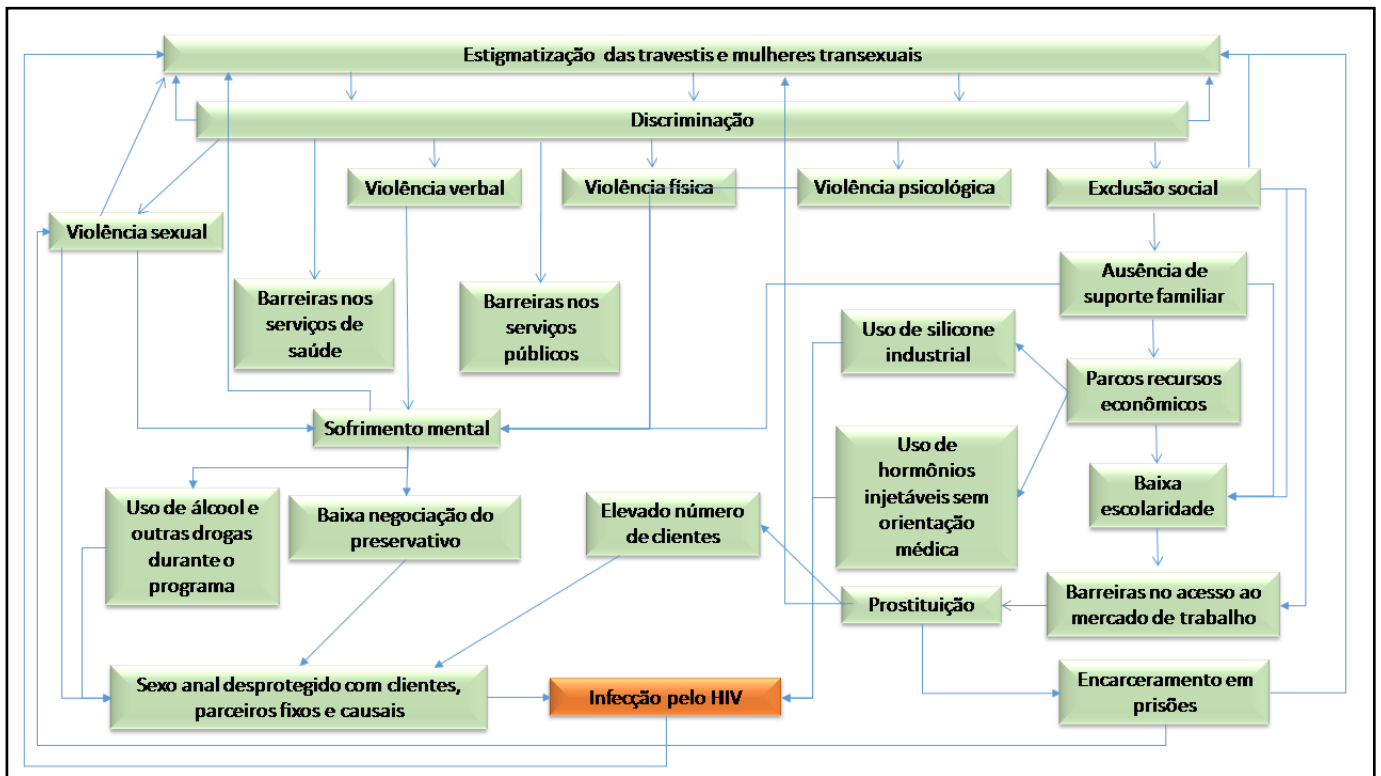 Estigmatização das travestis e mulheres transexuais
Discriminação
Violência verbal
Violência física
Violência psicológica
Exclusão social
Violência sexual
Barreiras nos
serviços de
saúde
Barreiras nos
serviços
públicos
Ausência de
suporte familiar
Uso de silicone
industrial
Parcos recursos
econômicos
Sofrimento mental
Uso de
hormônios
injetáveis sem
orientação
médica
Baixa
escolaridade
Uso de álcool e
outras drogas
durante o
programa
Baixa negociação do
preservativo
Elevado número
de clientes
Prostituição
Barreiras no acesso ao
mercado de trabalho
Sexo anal desprotegido com clientes,
parceiros fixos e causais
Infecção pelo HIV
Encarceramento em
prisões